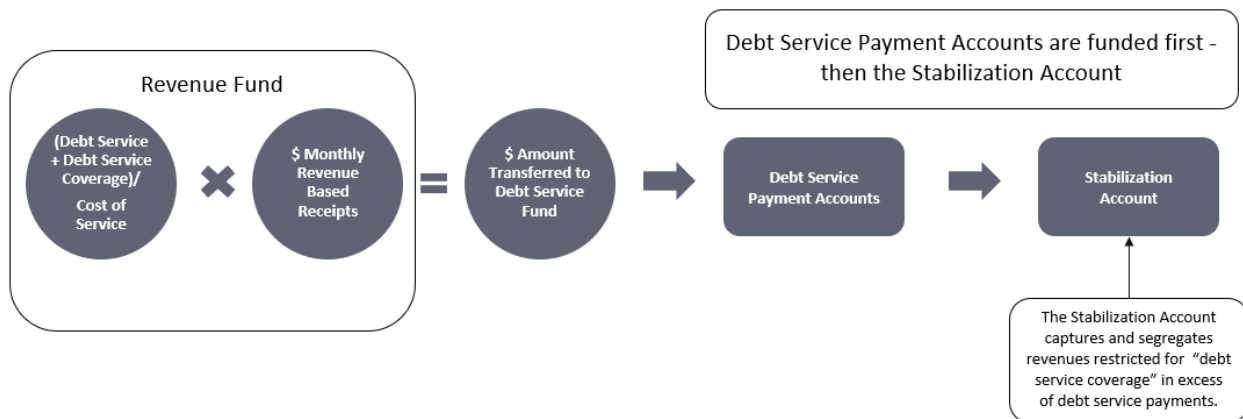 Debt Service Payment Accounts are funded first -
then the Stabilization Account
Revenue Fund
(Debt Service
+ Debt Service
Coverage)/
Cost of
Service
$ Monthly
Revenue
Based
Receipts
=
$ Amount
Transferred to
Debt Service
Fund
Debt Service
Payment Accounts
Stabilization
Account
The Stabilization Account
captures and segregates
revenues restricted for “debt
service coverage” in excess
of debt service payments.